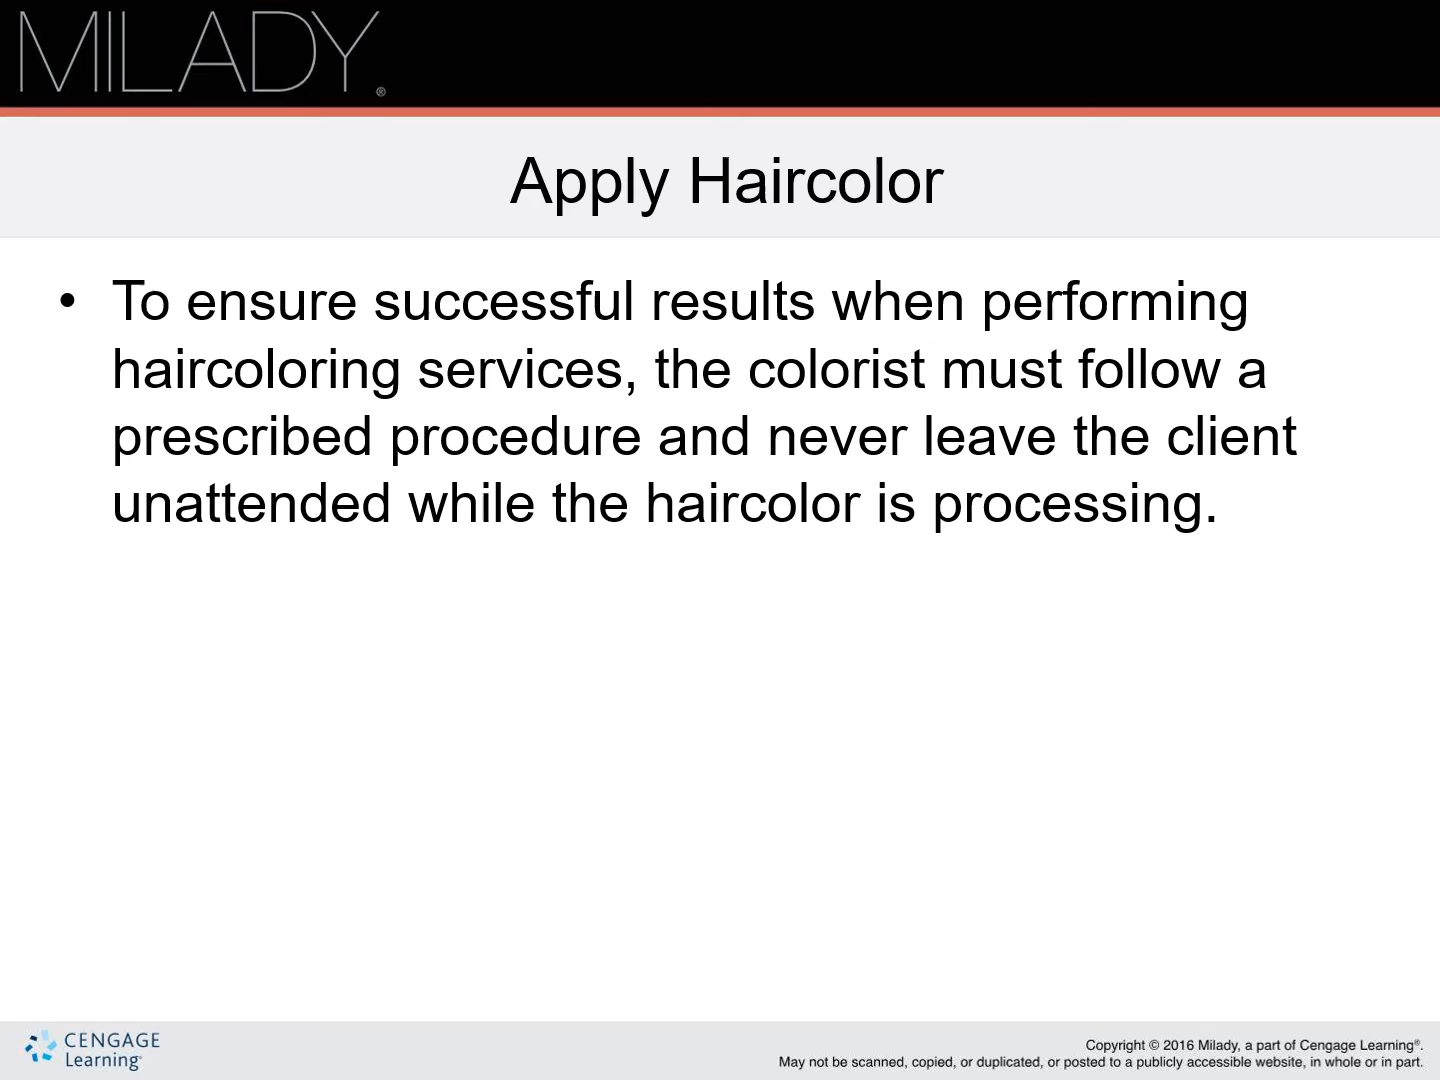 MILADY®
Apply Haircolor
• To ensure successful results when performing
haircoloring services, the colorist must follow a
prescribed procedure and never leave the client
unattended while the haircolor is processing.
CENGAGE
Learning®
Copyright © 2016 Milady, a part of Cengage Learning®.
May not be scanned, copied, or duplicated, or posted to a publicly accessible website, in whole or in part.